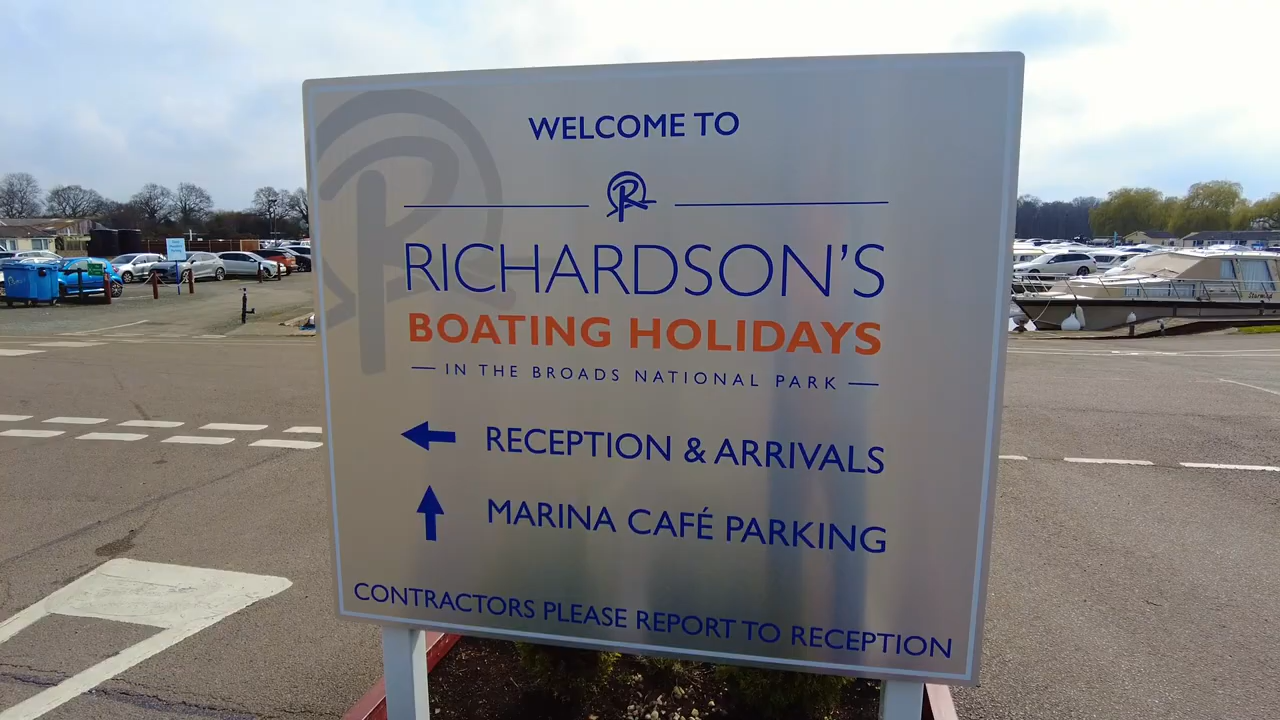 WELCOME TO
R
RICHARDSON'S
BOATING HOLIDAYS
IN THE BROADS NATIONAL PARK
RECEPTION & ARRIVALS
MARINA CAFÉ PARKING
CONTRACTORS PLEASE REPORT TO RECEPTION